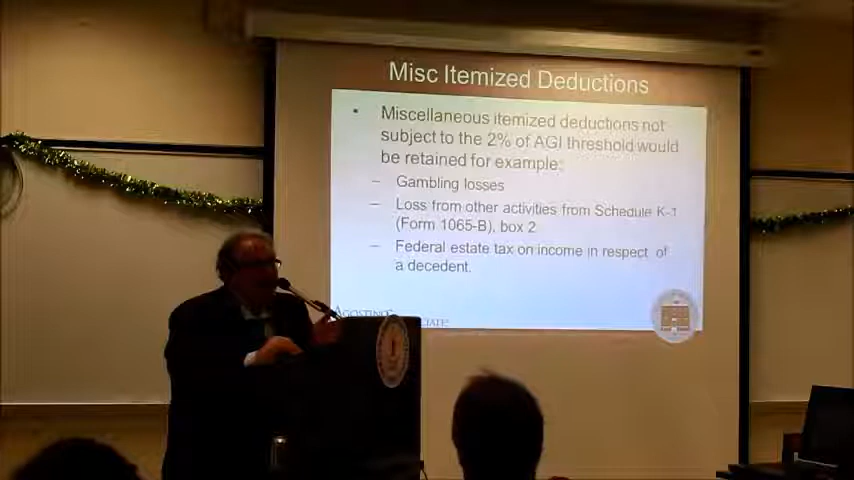 Misc Itemized Deductions
• Miscellaneous itemized deductions not
subject to the 2% of AGI threshold would
be retained for example:
– Gambling losses
– Loss from other activities from Schedule K-1
(Form 1065-B), box 2
– Federal estate tax on income in respect of
a decedent.
AGOSTINO